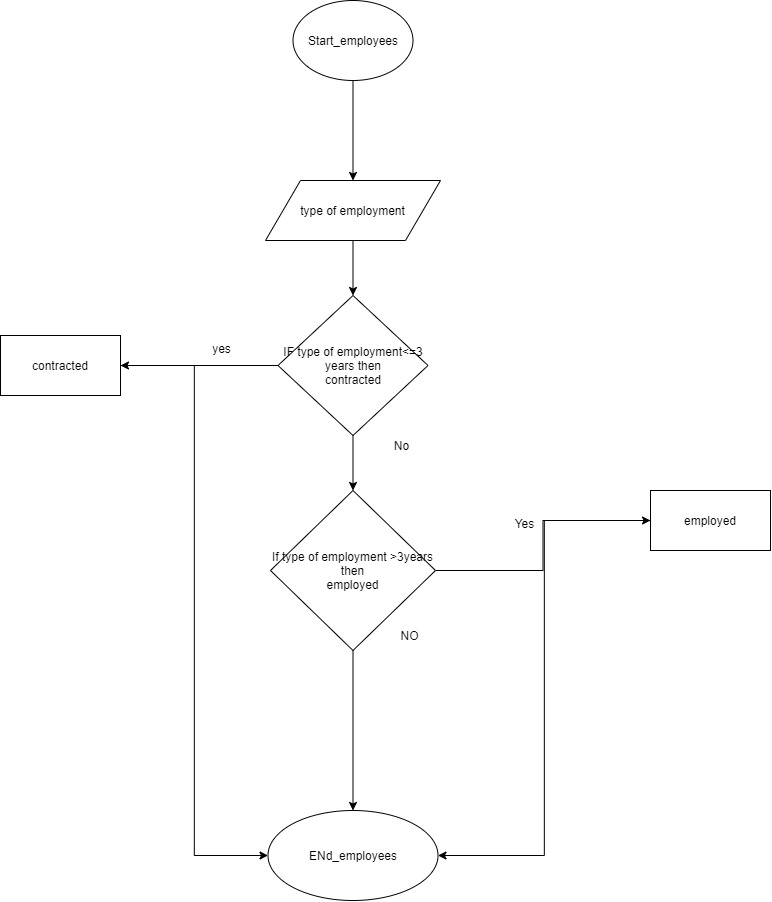 Start_employees
type of employment
yes
IF type of employment<=3
years then
contracted
contracted
No
Yes
employed
If type of employment >3years
then
employed
NO
ENd_employees